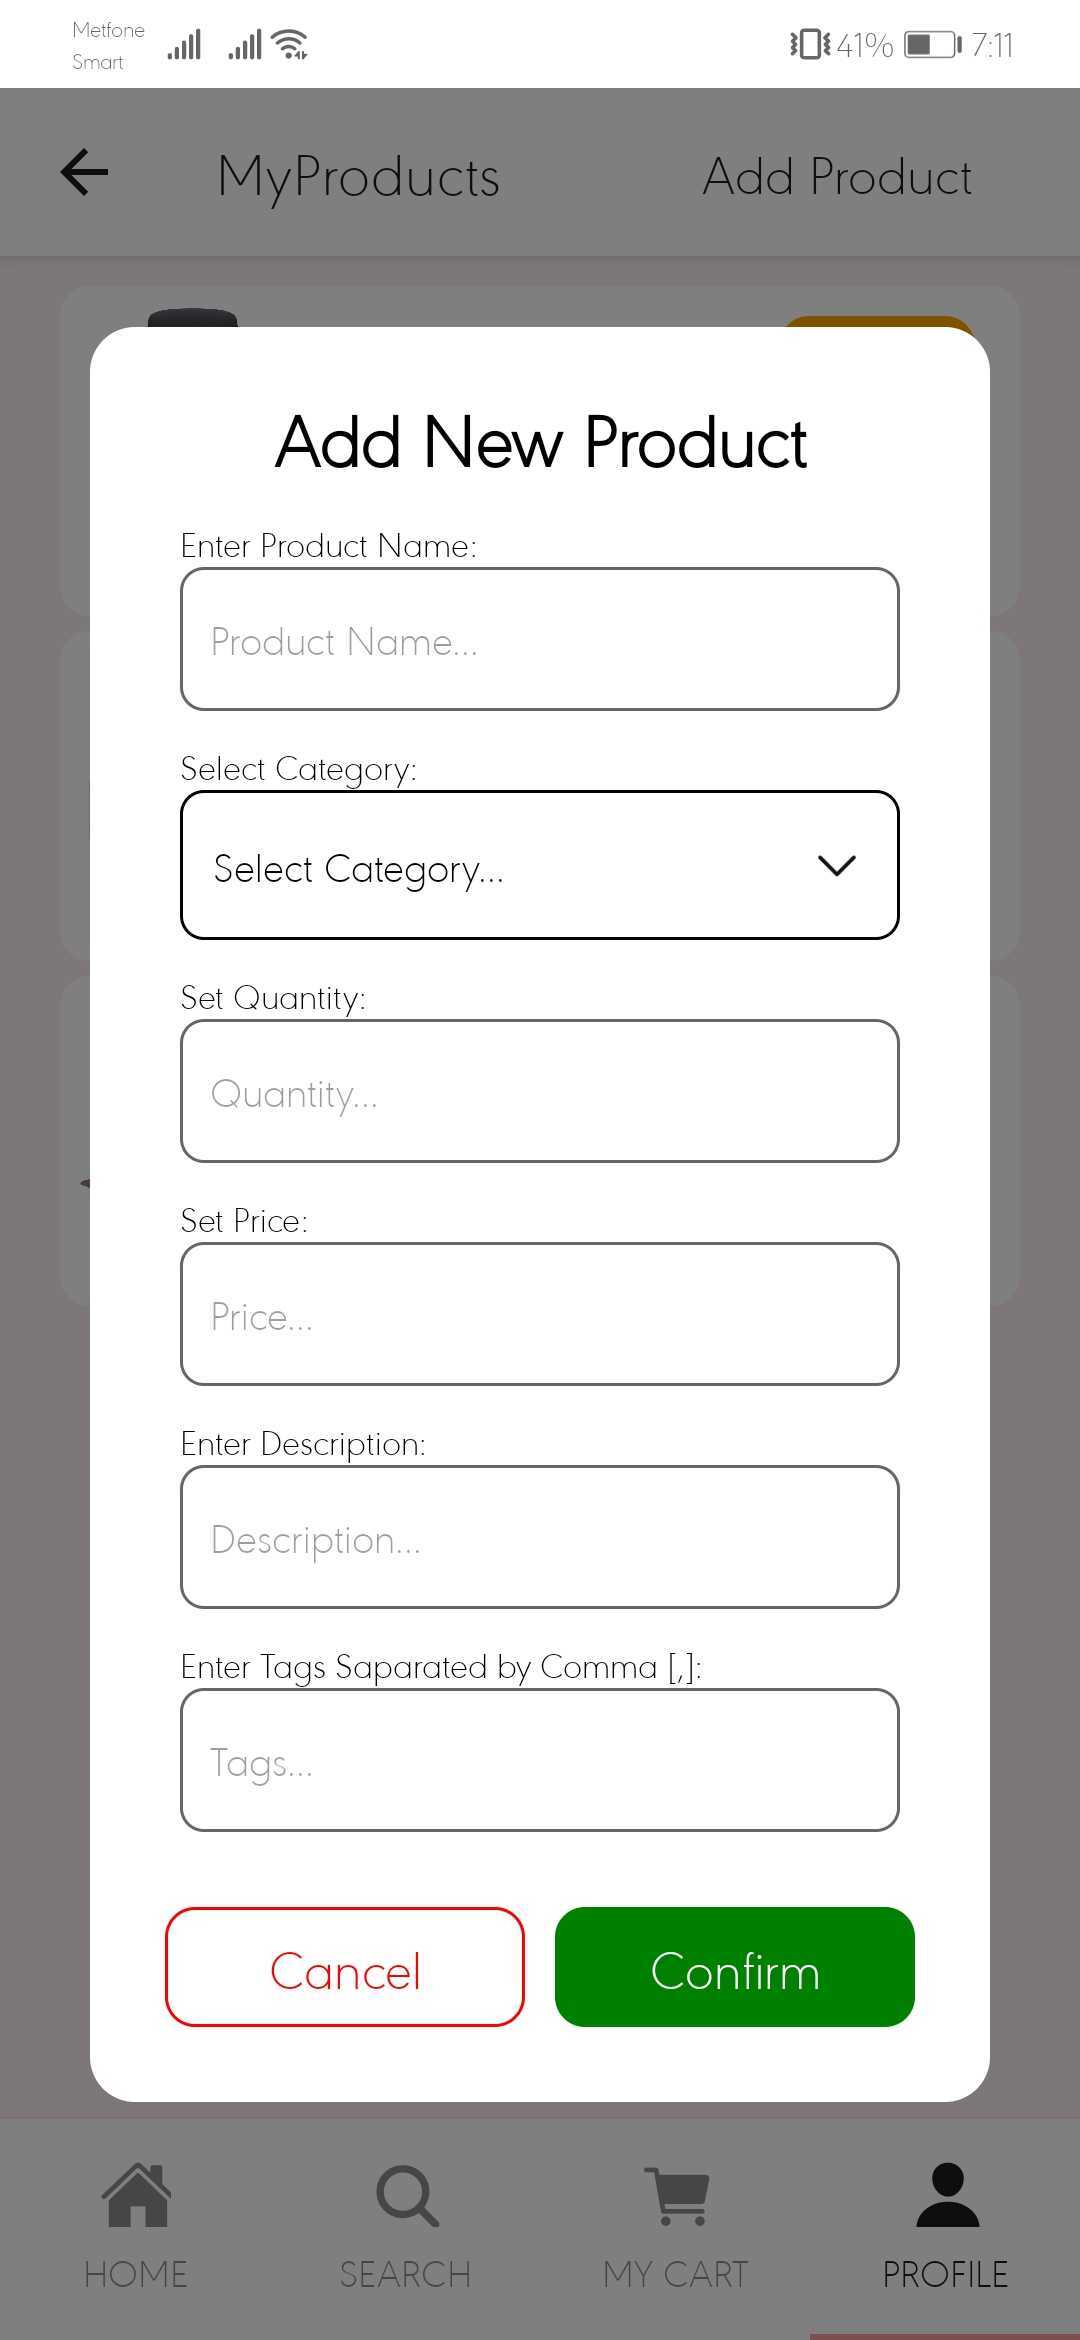 Metfone
Smart
41%
7:11
MyProducts
Add Product
Add New Product
Enter Product Name:
Product Name...
Select Category:
Select Category...
Set Quantity:
Quantity...
Set Price:
Price...
Enter Description:
Description...
Enter Tags Saparated by Comma [,]:
Tags...
Cancel
Confirm
HOME
SEARCH
MY CART
PROFILE